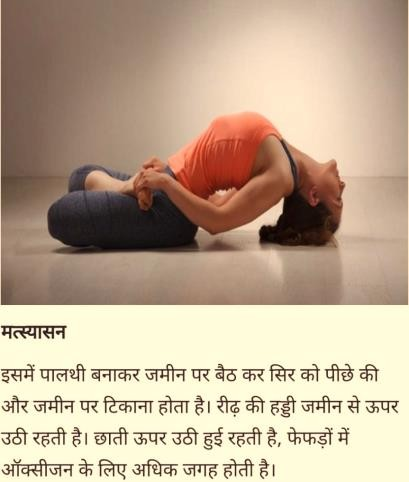 मत्स्यासन
इसमें पालथी बनाकर जमीन पर बैठ कर सिर को पीछे की
और जमीन पर टिकाना होता है। रीढ़ की हड्डी जमीन से ऊपर
उठी रहती है। छाती ऊपर उठी हुई रहती है, फेफड़ों में
ऑक्सीजन के लिए अधिक जगह होती है।